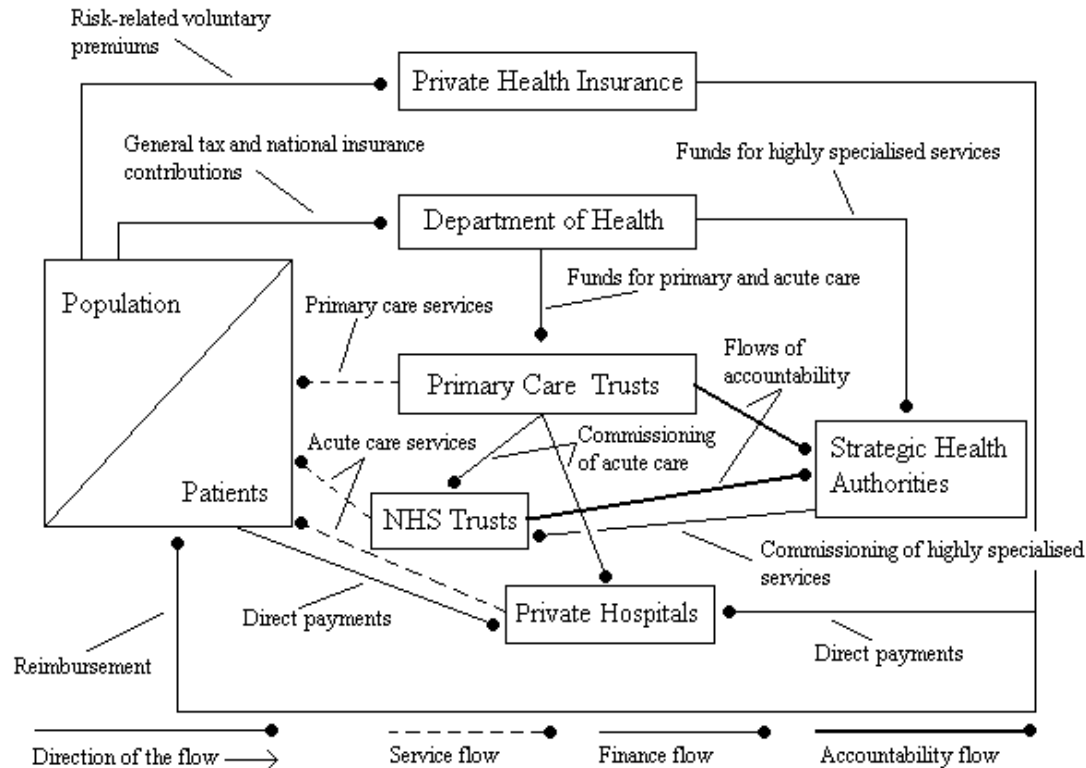 Risk-related voluntary
premiums
Private Health Insurance
General tax and national insurance
contributions
Funds for highly specialised services
Department of Health
Funds for primary and acute care
Population
Primary care services
Flows of
accountability
Primary Care Trusts
Acute care services
Commissioning
of acute care
Strategic Health
Authorities
Patients
NHS Trusts
Commissioning of highly specialised
services
Private Hospitals
Direct payments
Direct payments
Reimbursement
Direction of the flow
Service flow
Finance flow
Accountability flow